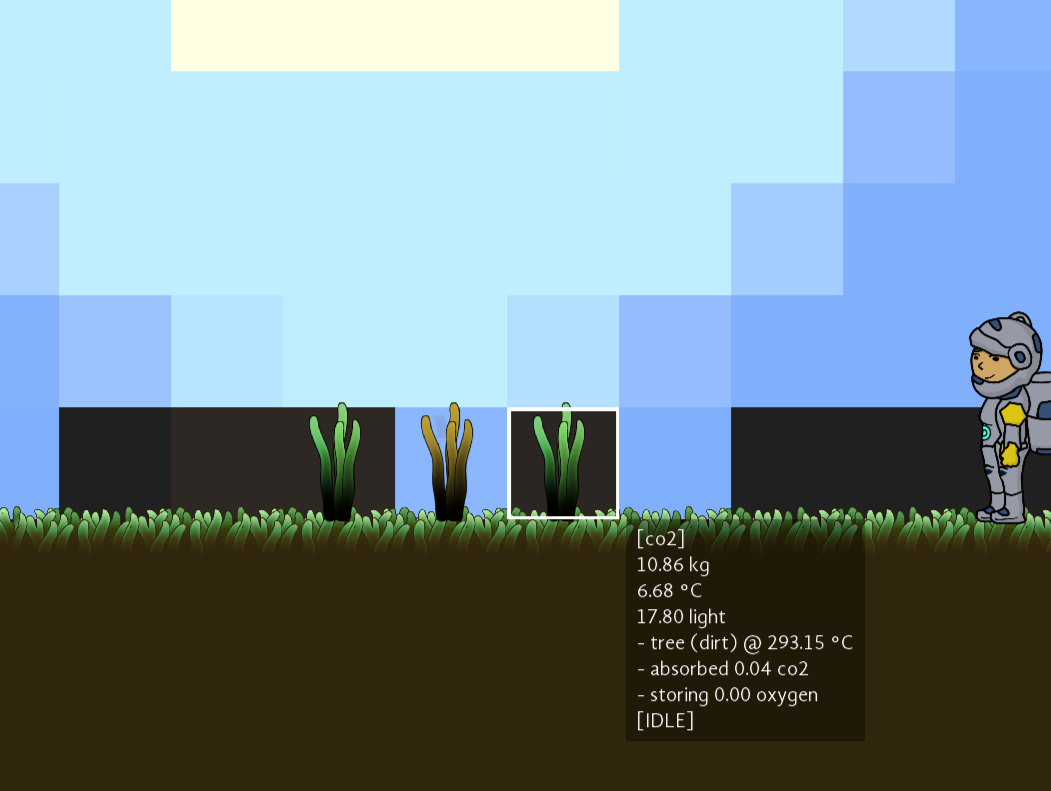 [co2]
10.86 kg
6.68 °C
17.80 light
- tree (dirt) @ 293.15 °C
- absorbed 0.04 co2
- storing 0.00 oxygen
[IDLE]